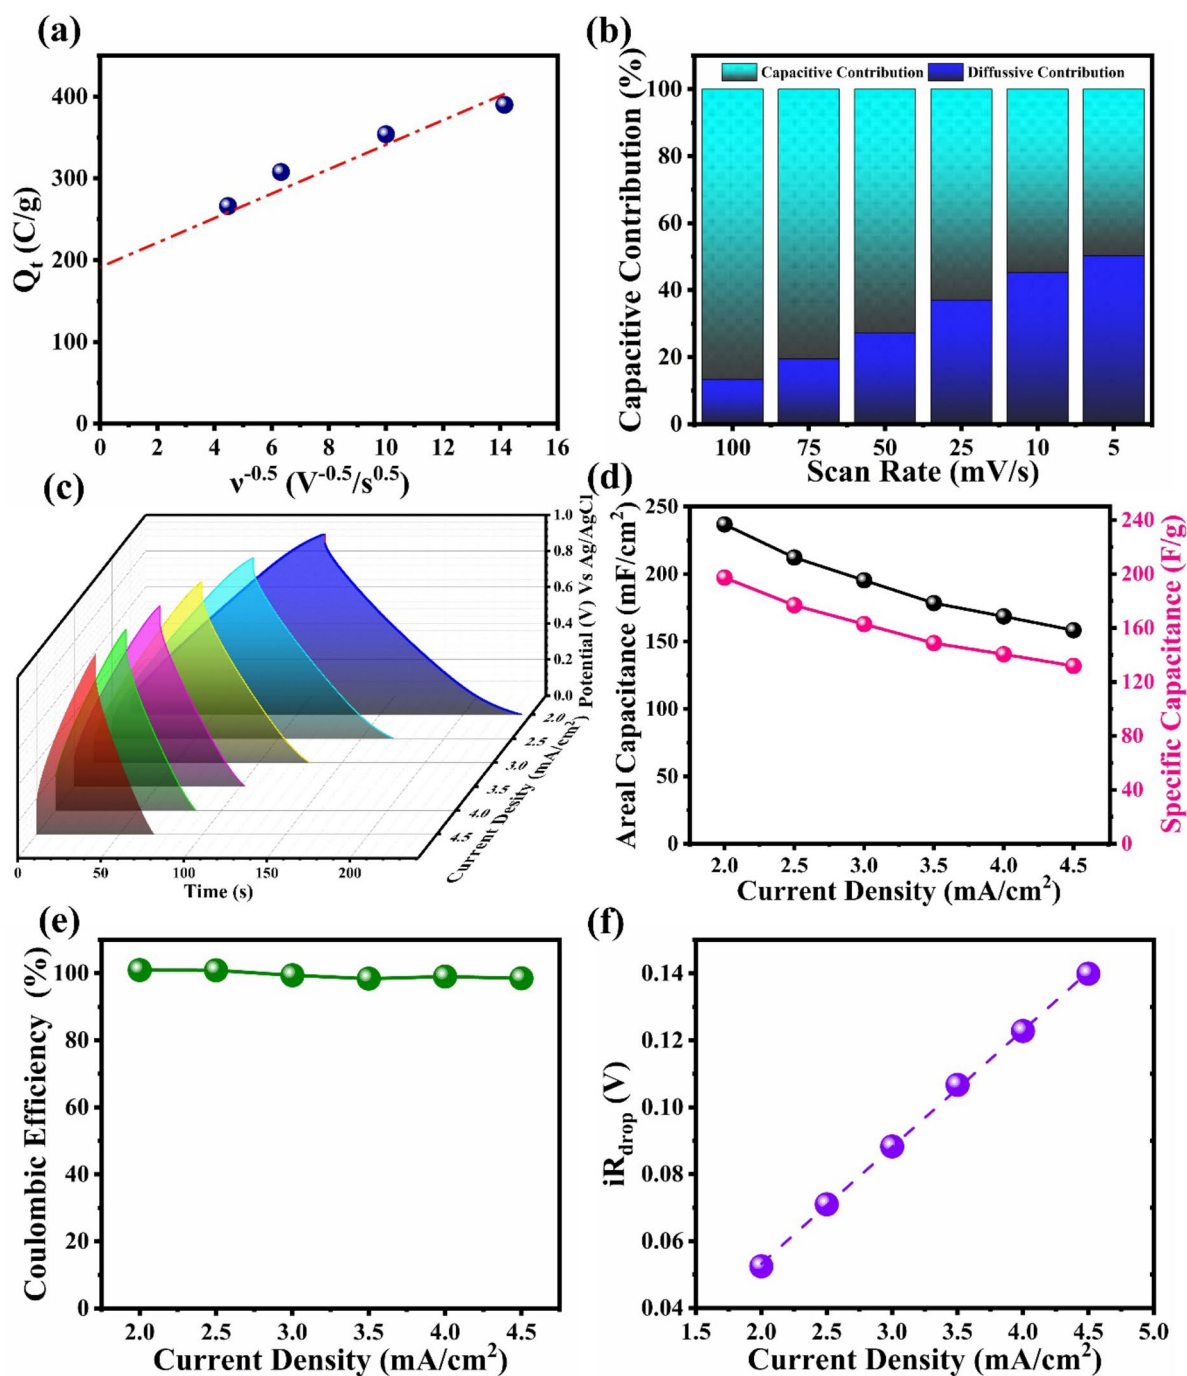 (a)
Q_t (C/g)
400
300
200
100
0
0 2 4 6 8 10 12 14 16
ν^-0.5 (V^-0.5/s^0.5)
(b)
Capacitive Contribution (%)
Capacitive Contribution Diffussive Contribution
100
80
60
40
20
0
100 75 50 25 10 5
Scan Rate (mV/s)
(c)
Potential (V) Vs Ag/AgCl
1.0
0.8
0.6
0.4
0.2
0.0
2.0
2.5
3.0
3.5
4.0
4.5
Current Desity (mA/cm²)
0 50 100 150 200
Time (s)
(d)
Areal Capacitance (mF/cm²)
250
200
150
100
50
0
Specific Capacitance (F/g)
240
200
160
120
80
40
0
2.0 2.5 3.0 3.5 4.0 4.5
Current Density (mA/cm²)
(e)
Coulombic Efficiency (%)
100
80
60
40
20
0
2.0 2.5 3.0 3.5 4.0 4.5
Current Density (mA/cm²)
(f)
iR_drop (V)
0.14
0.12
0.10
0.08
0.06
0.04
1.5 2.0 2.5 3.0 3.5 4.0 4.5 5.0
Current Density (mA/cm²)